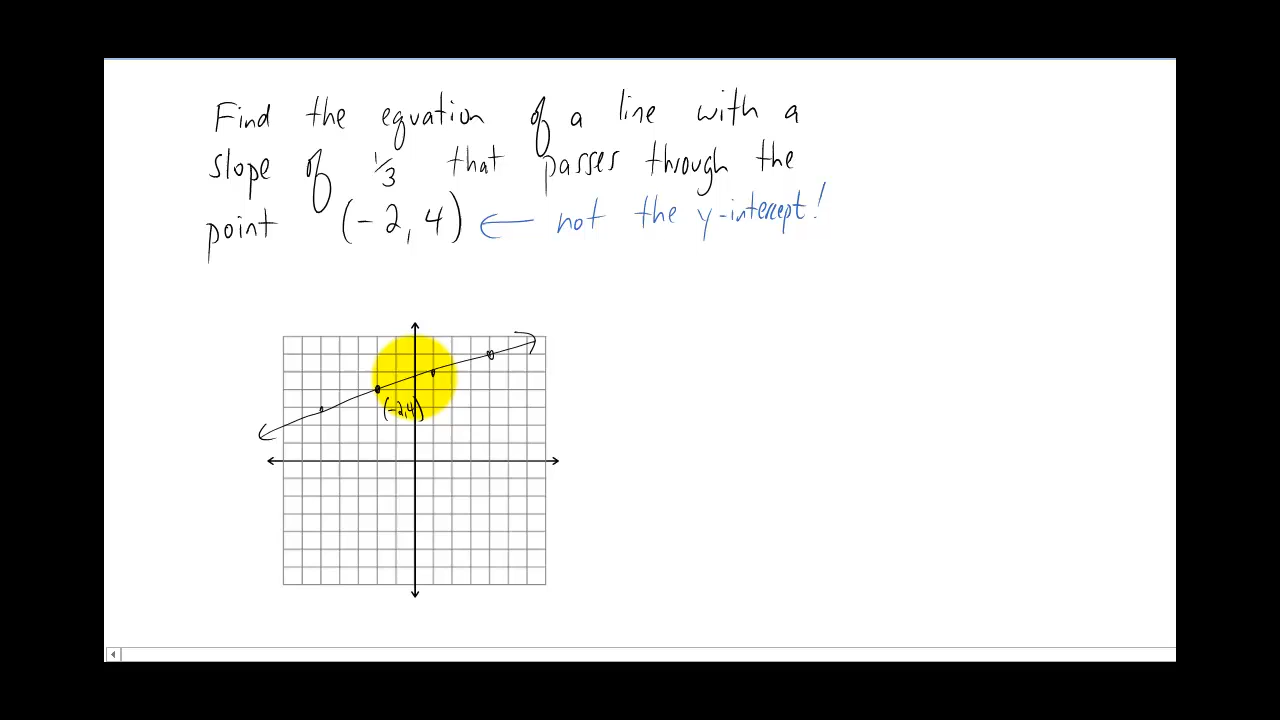 Find the equation of a line with a
slope of 1/3 that passes through the
point (-2, 4) ← not the y-intercept!
(-2,4)